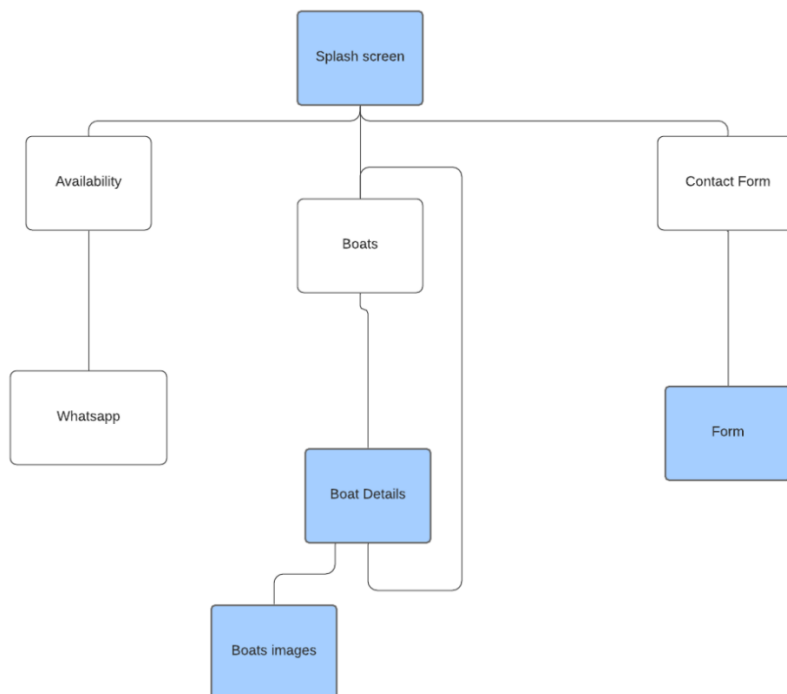 Splash screen
Availability
Contact Form
Boats
Whatsapp
Form
Boat Details
Boats images